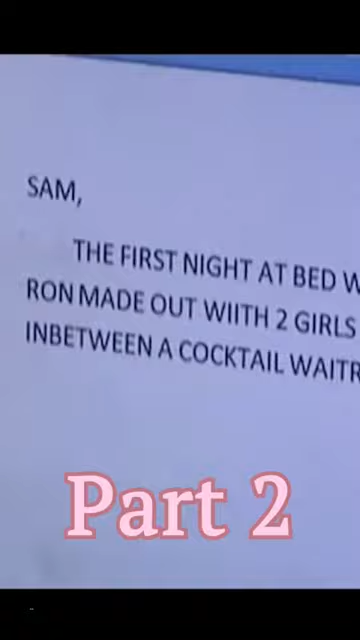 SAM,
THE FIRST NIGHT AT BED
RON MADE OUT WIITH 2 GIRLS
INBETWEEN A COCKTAIL
Part 2